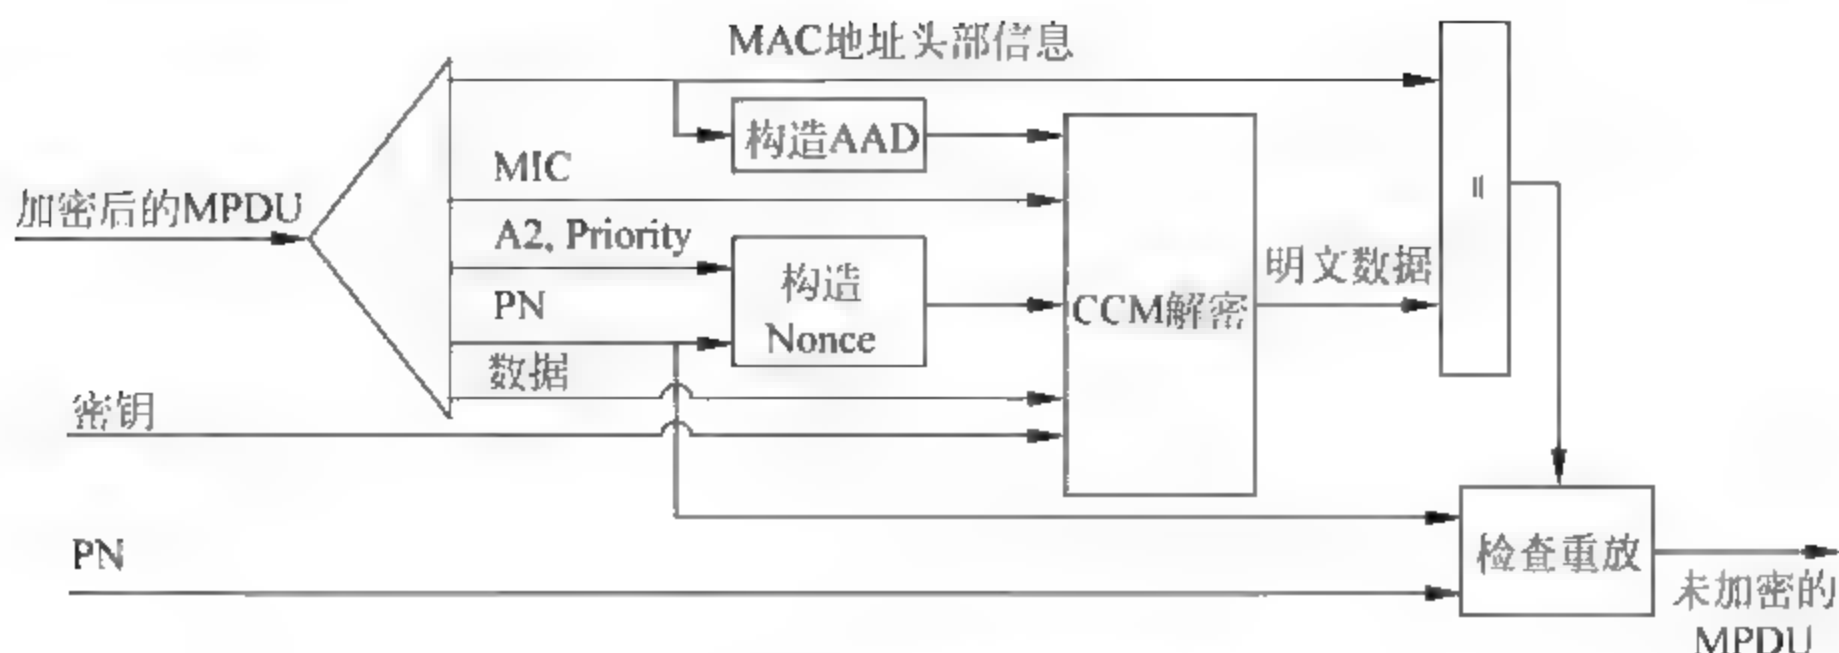 MAC地址头部信息
构造AAD
MIC
加密后的MPDU
A2, Priority
构造
Nonce
PN
数据
密钥
CCM解密
明文数据
=
PN
检查重放
未加密的
MPDU